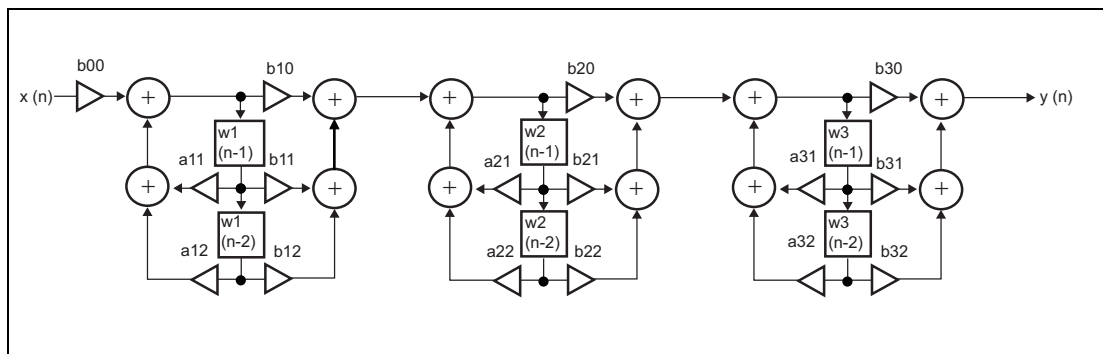 b00 b10 b20 b30
x (n) y (n)
w1
(n-1)
w2
(n-1)
w3
(n-1)
a11 b11 a21 b21 a31 b31
w1
(n-2)
w2
(n-2)
w3
(n-2)
a12 b12 a22 b22 a32 b32